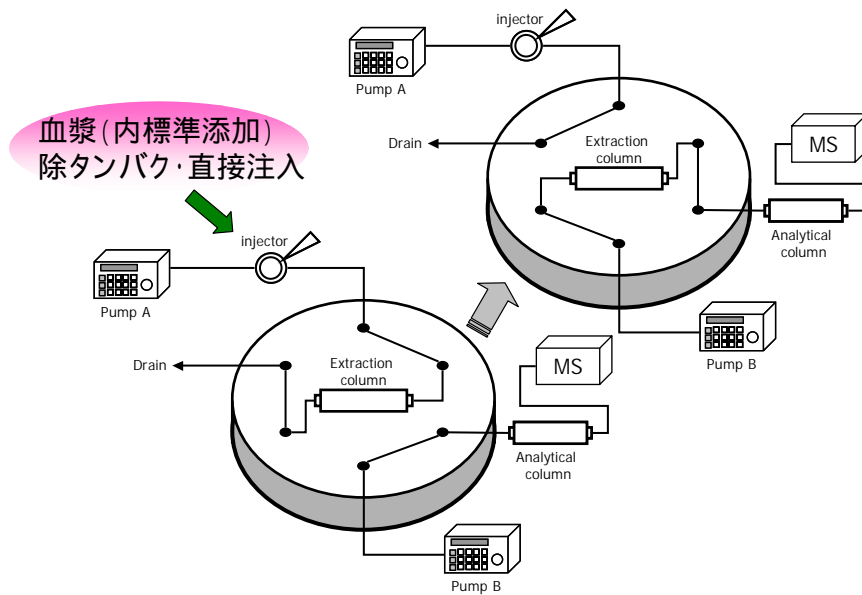 injector
Pump A
Drain
Extraction
column
MS
Analytical
column
Pump B
血漿(内標準添加)
除タンパク・直接注入
injector
Pump A
Drain
Extraction
column
MS
Analytical
column
Pump B